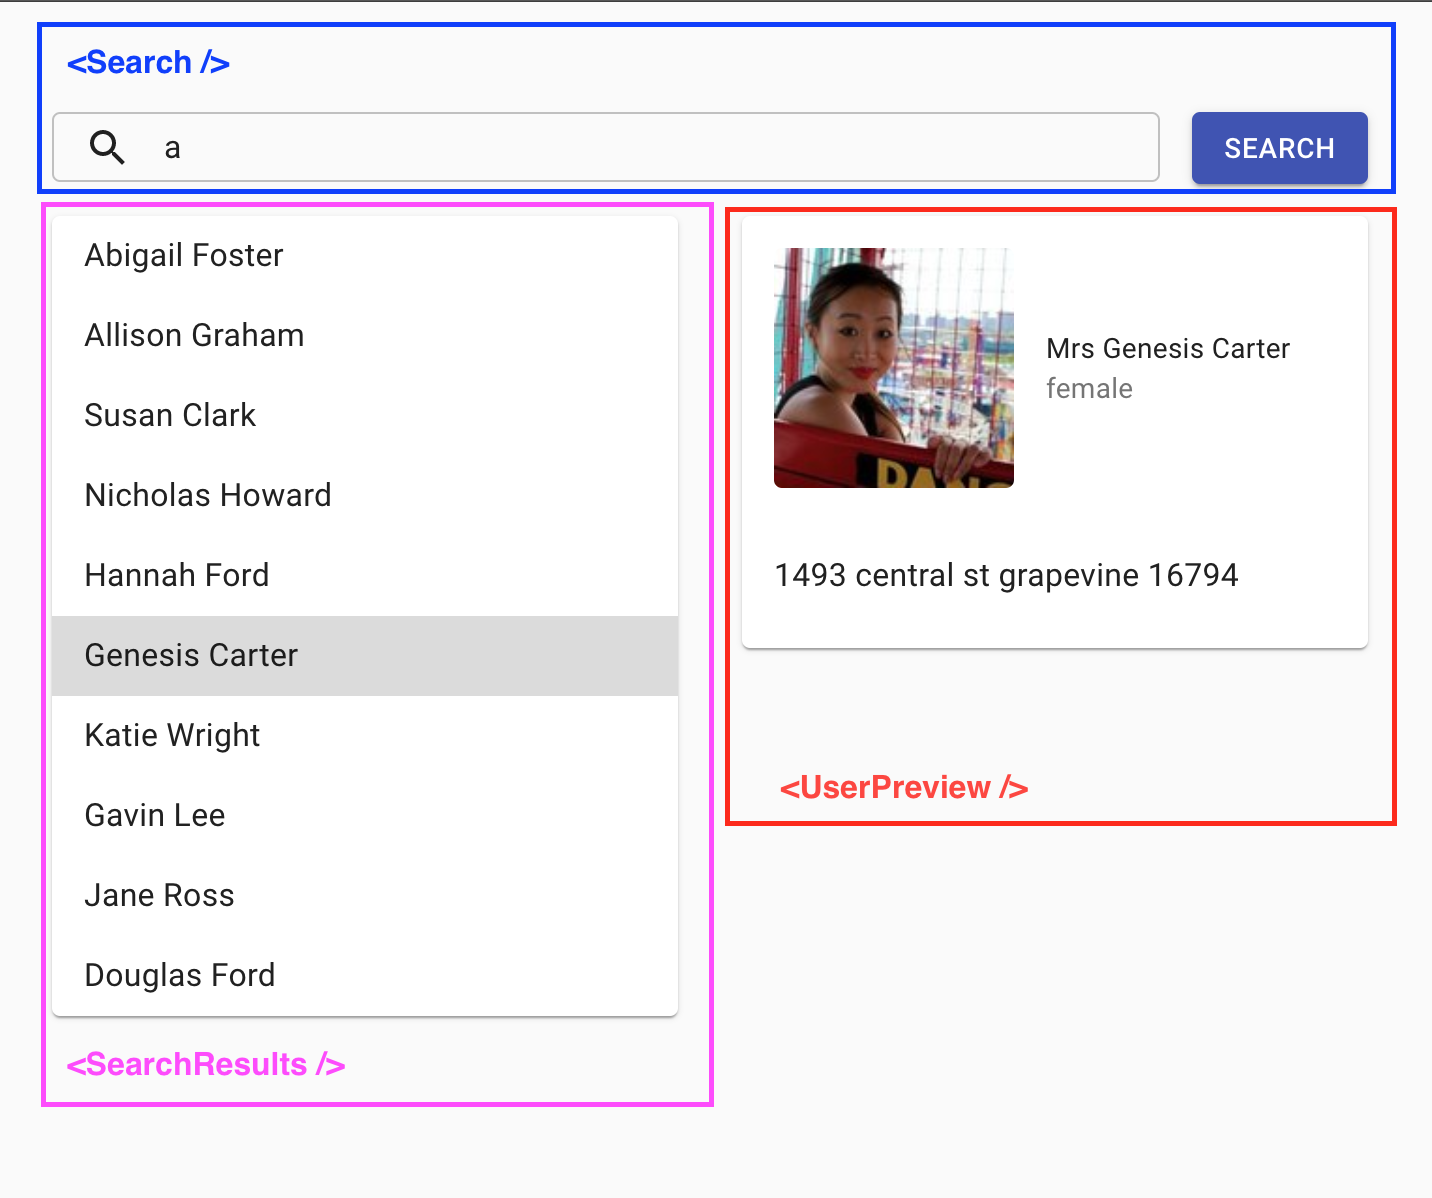 <Search />
a
SEARCH
Abigail Foster
Allison Graham
Susan Clark
Nicholas Howard
Hannah Ford
Genesis Carter
Katie Wright
Gavin Lee
Jane Ross
Douglas Ford
<SearchResults />
Mrs Genesis Carter
female
1493 central st grapevine 16794
<UserPreview />